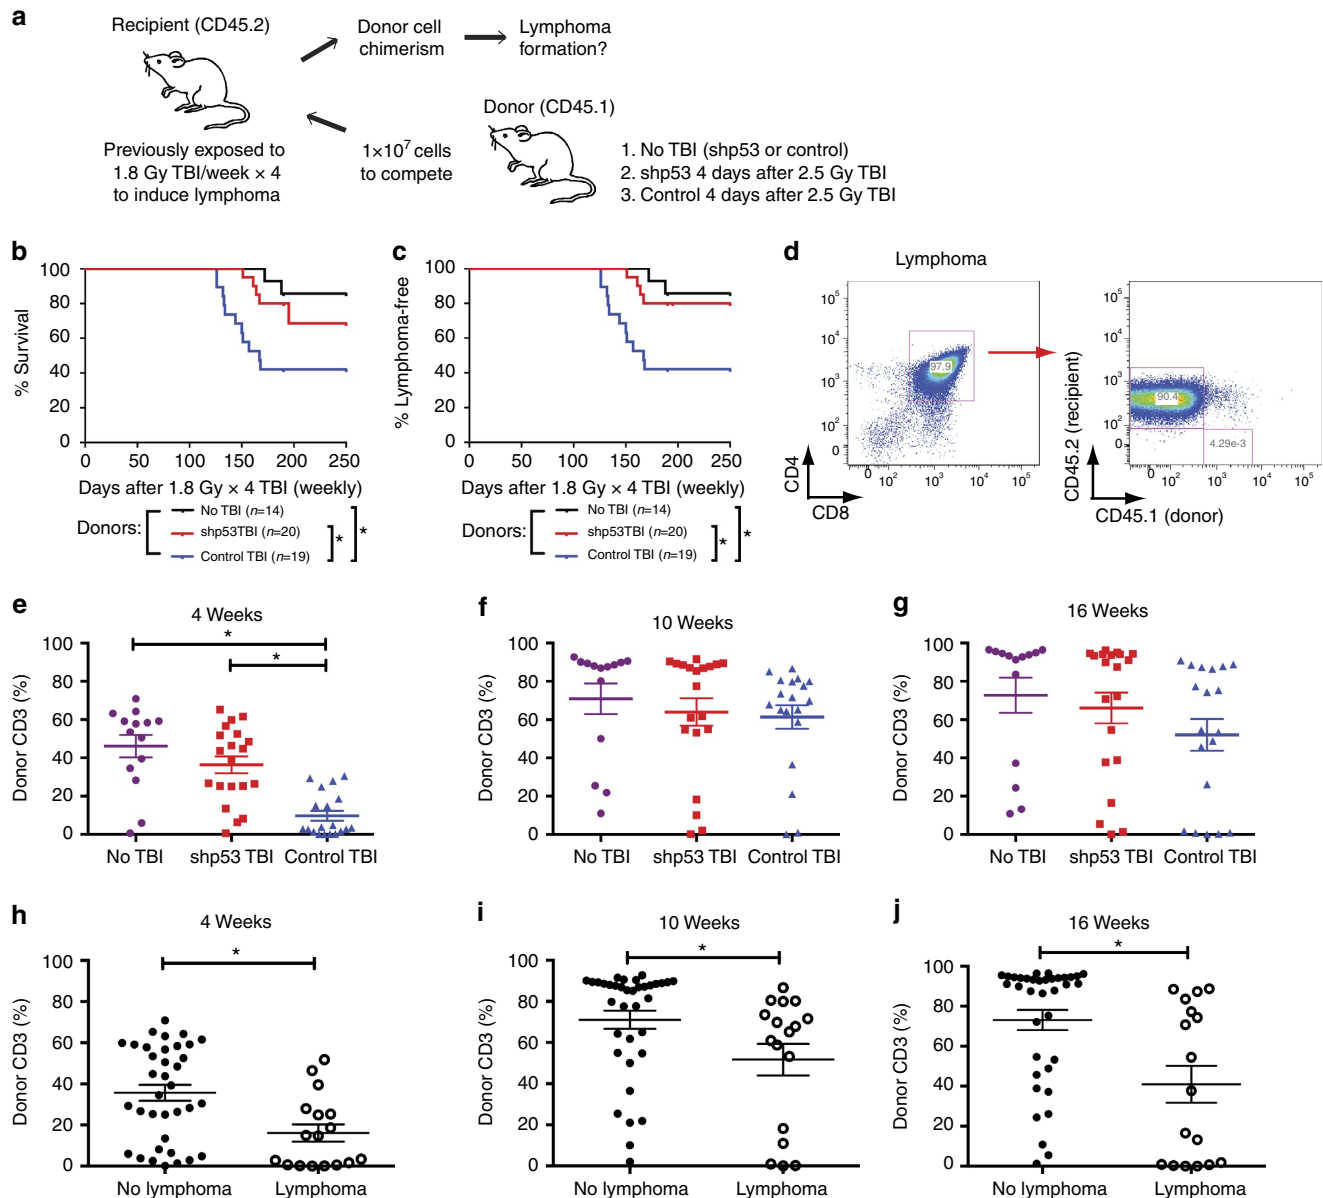 a
Recipient (CD45.2)
Donor cell
chimerism
Lymphoma
formation?
Previously exposed to
1.8 Gy TBI/week × 4
to induce lymphoma
1×10⁷ cells
to compete
Donor (CD45.1)
1. No TBI (shp53 or control)
2. shp53 4 days after 2.5 Gy TBI
3. Control 4 days after 2.5 Gy TBI
b
% Survival
100
80
60
40
20
0
0 50 100 150 200 250
Days after 1.8 Gy × 4 TBI (weekly)
Donors:
No TBI (n=14)
shp53TBI (n=20)
Control TBI (n=19)
*
*
c
% Lymphoma-free
100
80
60
40
20
0
0 50 100 150 200 250
Days after 1.8 Gy × 4 TBI (weekly)
Donors:
No TBI (n=14)
shp53TBI (n=20)
Control TBI (n=19)
*
*
d
Lymphoma
10⁵
10⁴
10³
10²
0
97.9
0 10² 10³ 10⁴ 10⁵
CD4
CD8
10⁵
10⁴
10³
10²
0
90.4
4.29e-3
0 10² 10³ 10⁴ 10⁵
CD45.2 (recipient)
CD45.1 (donor)
e
4 Weeks
*
*
Donor CD3 (%)
100
80
60
40
20
0
No TBI shp53 TBI Control TBI
f
10 Weeks
Donor CD3 (%)
100
80
60
40
20
0
No TBI shp53 TBI Control TBI
g
16 Weeks
Donor CD3 (%)
100
80
60
40
20
0
No TBI shp53 TBI Control TBI
h
4 Weeks
*
Donor CD3 (%)
100
80
60
40
20
0
No lymphoma Lymphoma
i
10 Weeks
*
Donor CD3 (%)
100
80
60
40
20
0
No lymphoma Lymphoma
j
16 Weeks
*
Donor CD3 (%)
100
80
60
40
20
0
No lymphoma Lymphoma